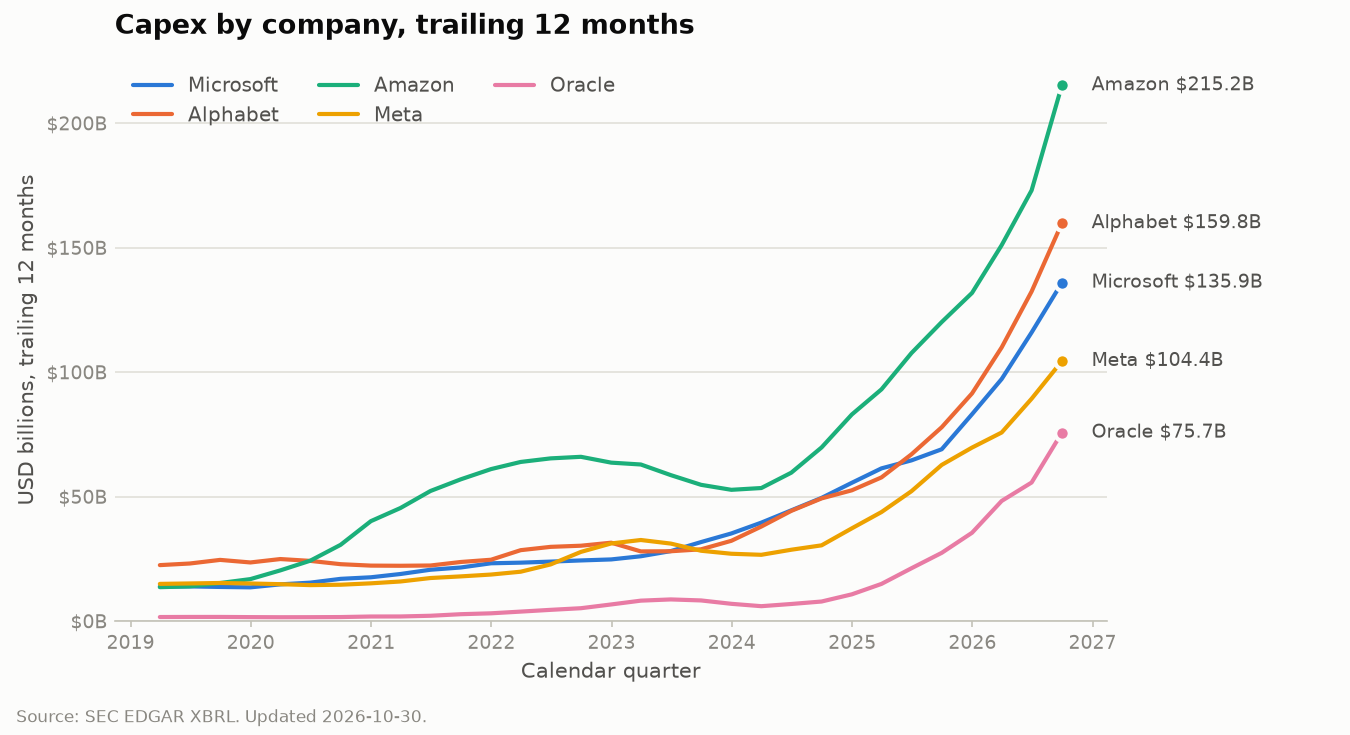 Capex by company, trailing 12 months
Microsoft Amazon Oracle
Alphabet Meta
USD billions, trailing 12 months
$200B
$150B
$100B
$50B
$0B
Amazon $215.2B
Alphabet $159.8B
Microsoft $135.9B
Meta $104.4B
Oracle $75.7B
2019 2020 2021 2022 2023 2024 2025 2026 2027
Calendar quarter
Source: SEC EDGAR XBRL. Updated 2026-10-30.